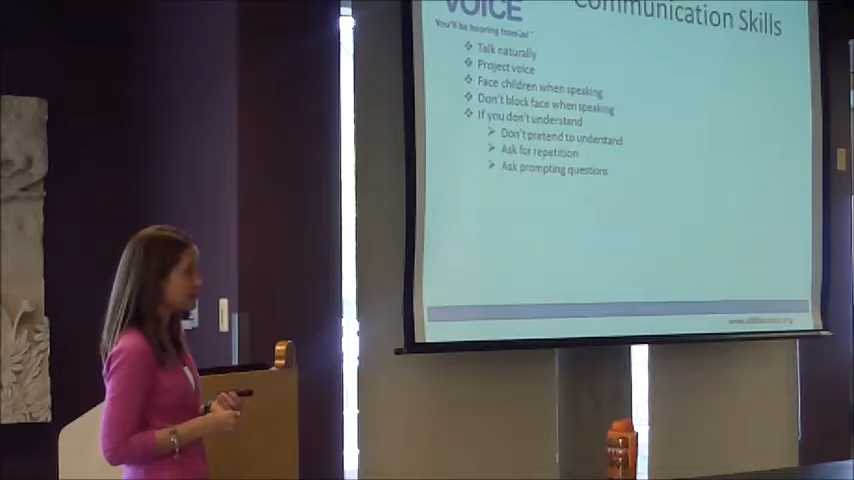 VOICE
Communication Skills
You'll be hearing from us!
Talk naturally
Project voice
Face children when speaking
Don't block face when speaking
If you don't understand
Don't pretend to understand
Ask for repetition
Ask prompting questions